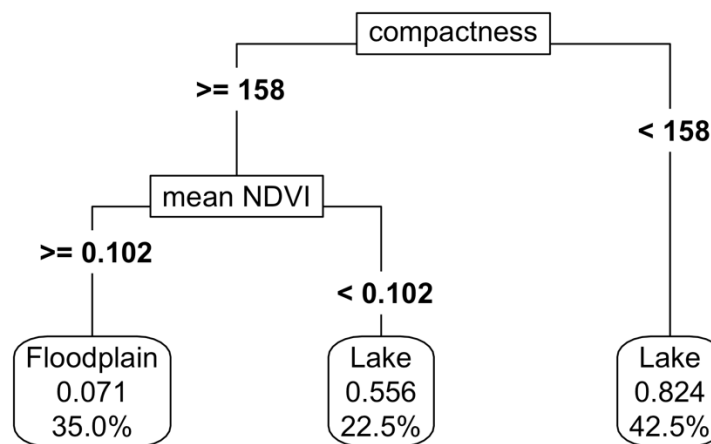 compactness
>= 158
< 158
mean NDVI
>= 0.102
< 0.102
Floodplain
0.071
35.0%
Lake
0.556
22.5%
Lake
0.824
42.5%